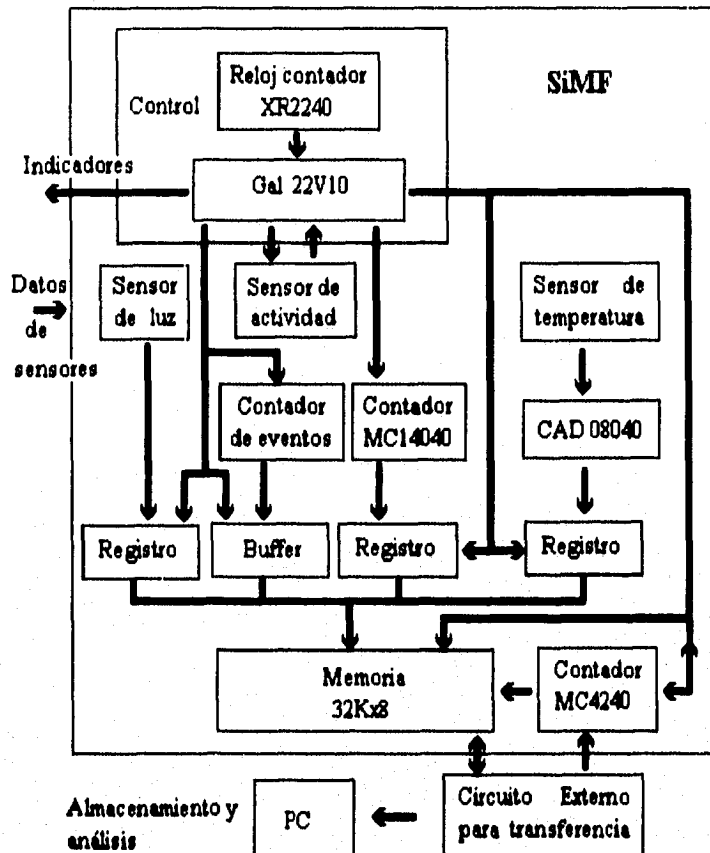 Reloj contador
XR2240
SiMF
Control
Indicadores
Gal 22V10
Datos
de
sensores
Sensor
de luz
Sensor de
actividad
Sensor de
temperatura
Contador
de eventos
Contador
MC14040
CAD 08040
Registro
Buffer
Registro
Registro
Memoria
32Kx8
Contador
MC4240
Almacenamiento y
análisis
PC
Circuito Externo
para transferencia